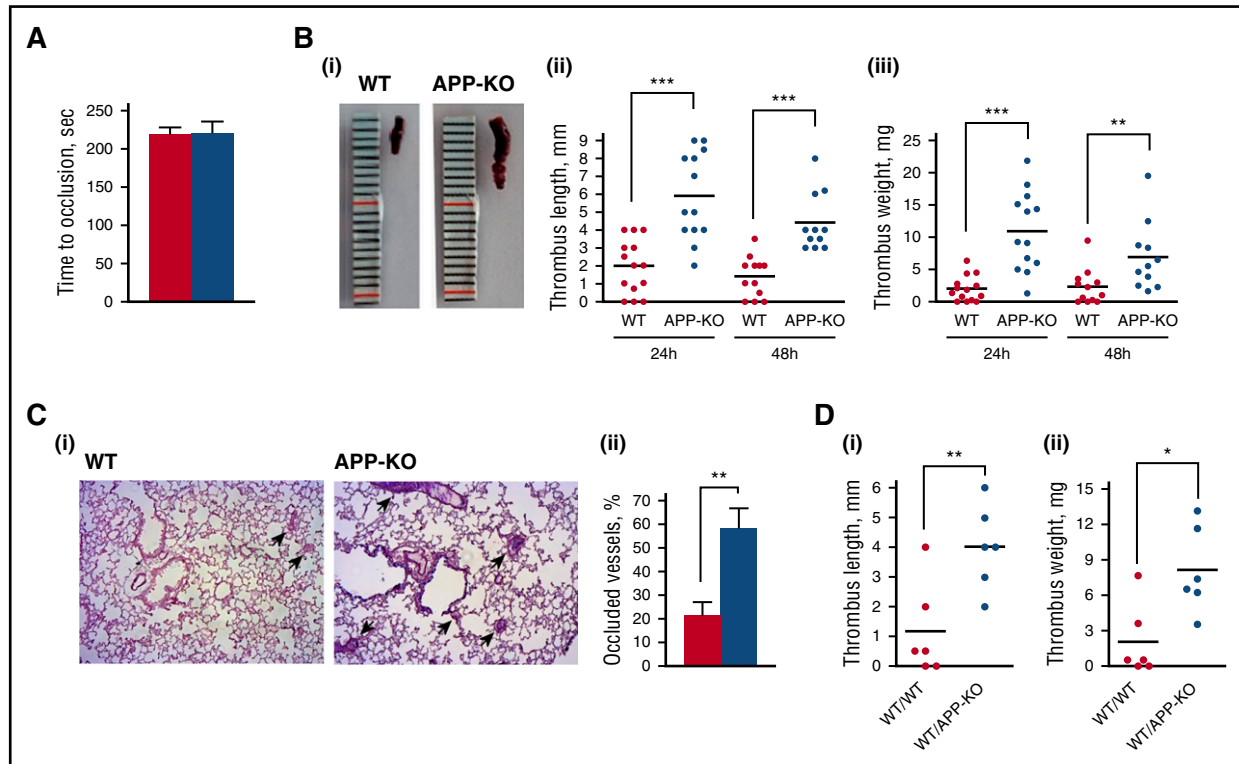 A
Time to occlusion, sec
250
200
150
100
50
0
B
(i)
WT
APP-KO
(ii)
Thrombus length, mm
9
8
7
6
5
4
3
2
1
0
***
***
WT
APP-KO
WT
APP-KO
24h
48h
(iii)
Thrombus weight, mg
25
20
15
10
5
0
***
**
WT
APP-KO
WT
APP-KO
24h
48h
C
(i)
WT
APP-KO
(ii)
Occluded vessels, %
70
60
50
40
30
20
10
0
**
D
(i)
Thrombus length, mm
6
5
4
3
2
1
0
**
WT/WT
WT/APP-KO
(ii)
Thrombus weight, mg
15
12
9
6
3
0
*
WT/WT
WT/APP-KO